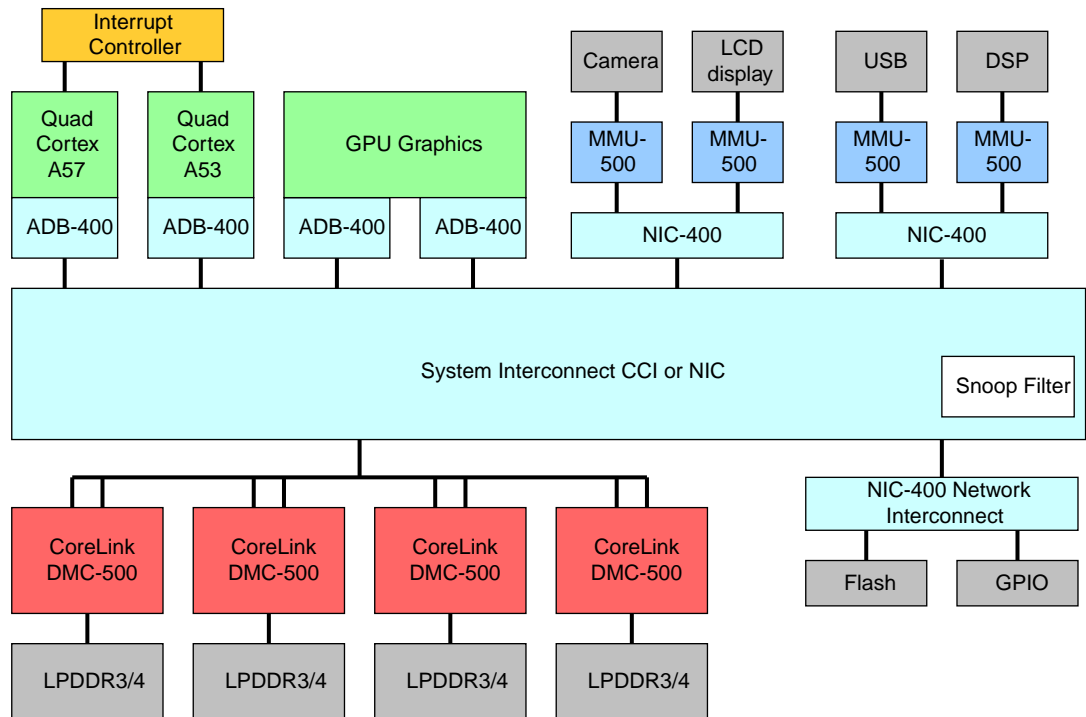 Interrupt
Controller
Camera
LCD
display
USB
DSP
Quad
Cortex
A57
Quad
Cortex
A53
GPU Graphics
MMU-
500
MMU-
500
MMU-
500
MMU-
500
ADB-400
ADB-400
ADB-400
ADB-400
NIC-400
NIC-400
System Interconnect CCI or NIC
Snoop Filter
NIC-400 Network
Interconnect
CoreLink
DMC-500
CoreLink
DMC-500
CoreLink
DMC-500
CoreLink
DMC-500
Flash
GPIO
LPDDR3/4
LPDDR3/4
LPDDR3/4
LPDDR3/4